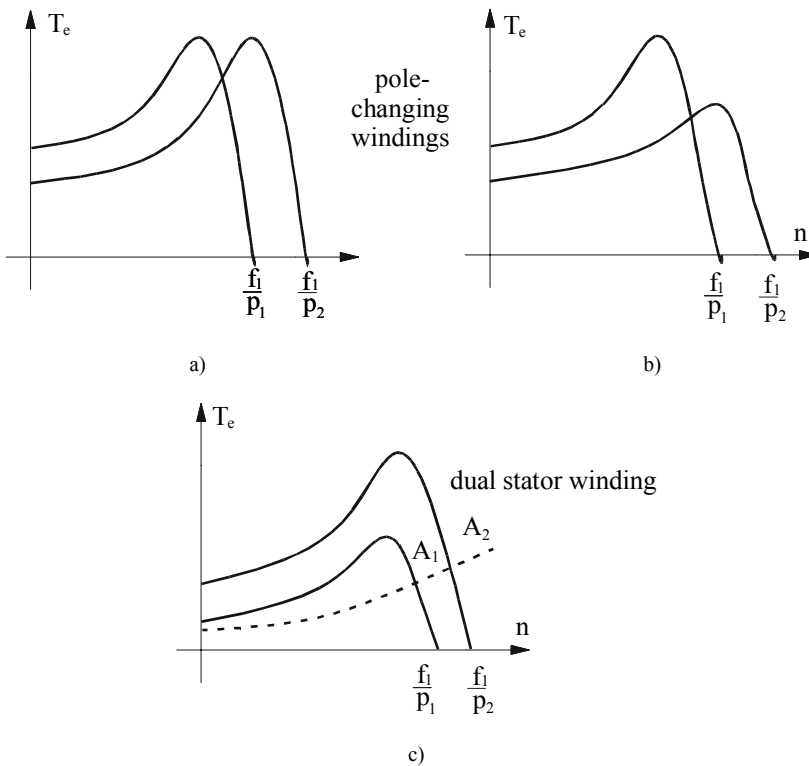 Te
pole-
changing
windings
f1
p1
f1
p2
a)
Te
n
f1
p1
f1
p2
b)
Te
dual stator winding
A1
A2
n
f1
p1
f1
p2
c)